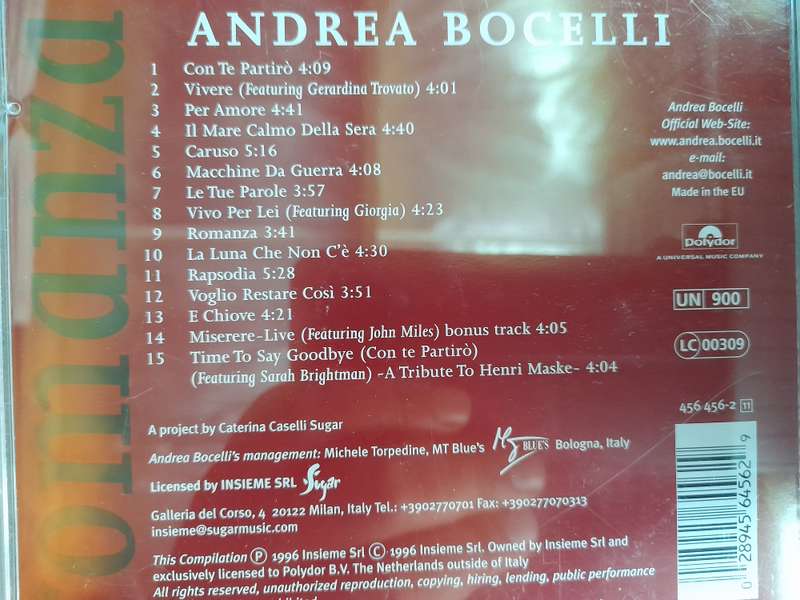 omanza
ANDREA BOCELLI
1 Con Te Partirò 4:09
2 Vivere (Featuring Gerardina Trovato) 4:01
3 Per Amore 4:41
4 Il Mare Calmo Della Sera 4:40
5 Caruso 5:16
6 Macchine Da Guerra 4:08
7 Le Tue Parole 3:57
8 Vivo Per Lei (Featuring Giorgia) 4:23
9 Romanza 3:41
10 La Luna Che Non C'è 4:30
11 Rapsodia 5:28
12 Voglio Restare Così 3:51
13 E Chiove 4:21
14 Miserere-Live (Featuring John Miles) bonus track 4:05
15 Time To Say Goodbye (Con te Partirò)
(Featuring Sarah Brightman) -A Tribute To Henri Maske- 4:04
Andrea Bocelli
Official Web-Site:
www.andrea.bocelli.it
e-mail:
andrea@bocelli.it
Made in the EU
Polydor
A UNIVERSAL MUSIC COMPANY
UN 900
LC 00309
456 456-2 11
A project by Caterina Caselli Sugar
Andrea Bocelli's management: Michele Torpedine, MT Blue's BLUE'S Bologna, Italy
Licensed by INSIEME SRL Sugar
Galleria del Corso, 4 20122 Milan, Italy Tel.: +3902770701 Fax: +390277070313
insieme@sugarmusic.com
This Compilation Ⓟ 1996 Insieme Srl © 1996 Insieme Srl. Owned by Insieme Srl and
exclusively licensed to Polydor B.V. The Netherlands outside of Italy
All rights reserved, unauthorized reproduction, copying, hiring, lending, public performance
0 28945 64562 9